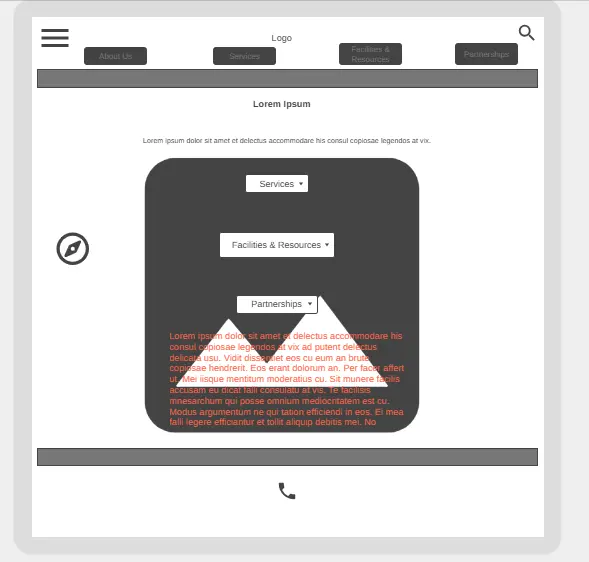 Logo
About Us
Services
Facilities &
Resources
Partnerships
Lorem Ipsum
Lorem ipsum dolor sit amet et delectus accommodare his consul copiosae legendos at vix.
Services
Facilities & Resources
Partnerships
Lorem ipsum dolor sit amet et delectus accommodare his
consul copiosae legendos at vix ad putent delectus
delicata usu. Vidit dissentiet eos cu eum an brute
copiosae hendrerit. Eos erant dolorum an. Per facer affert
ut. Mei iisque mentitum moderatius cu. Sit munere facilis
accusam eu dicat falli consulatu at vis. Te facilisis
mnesarchum qui posse omnium mediocritatem est cu.
Modus argumentum ne qui tation efficiendi in eos. Ei mea
falli legere efficiantur et tollit aliquip debitis mei. No